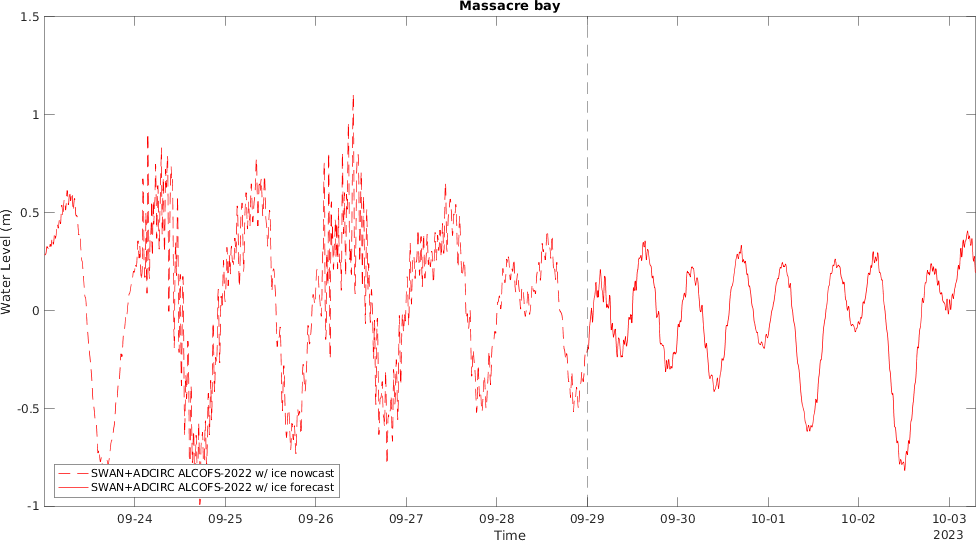 Massacre bay
1.5
1
0.5
0
-0.5
-1
Water Level (m)
SWAN+ADCIRC ALCOFS-2022 w/ ice nowcast
SWAN+ADCIRC ALCOFS-2022 w/ ice forecast
09-24 09-25 09-26 09-27 09-28 09-29 09-30 10-01 10-02 10-03
Time 2023